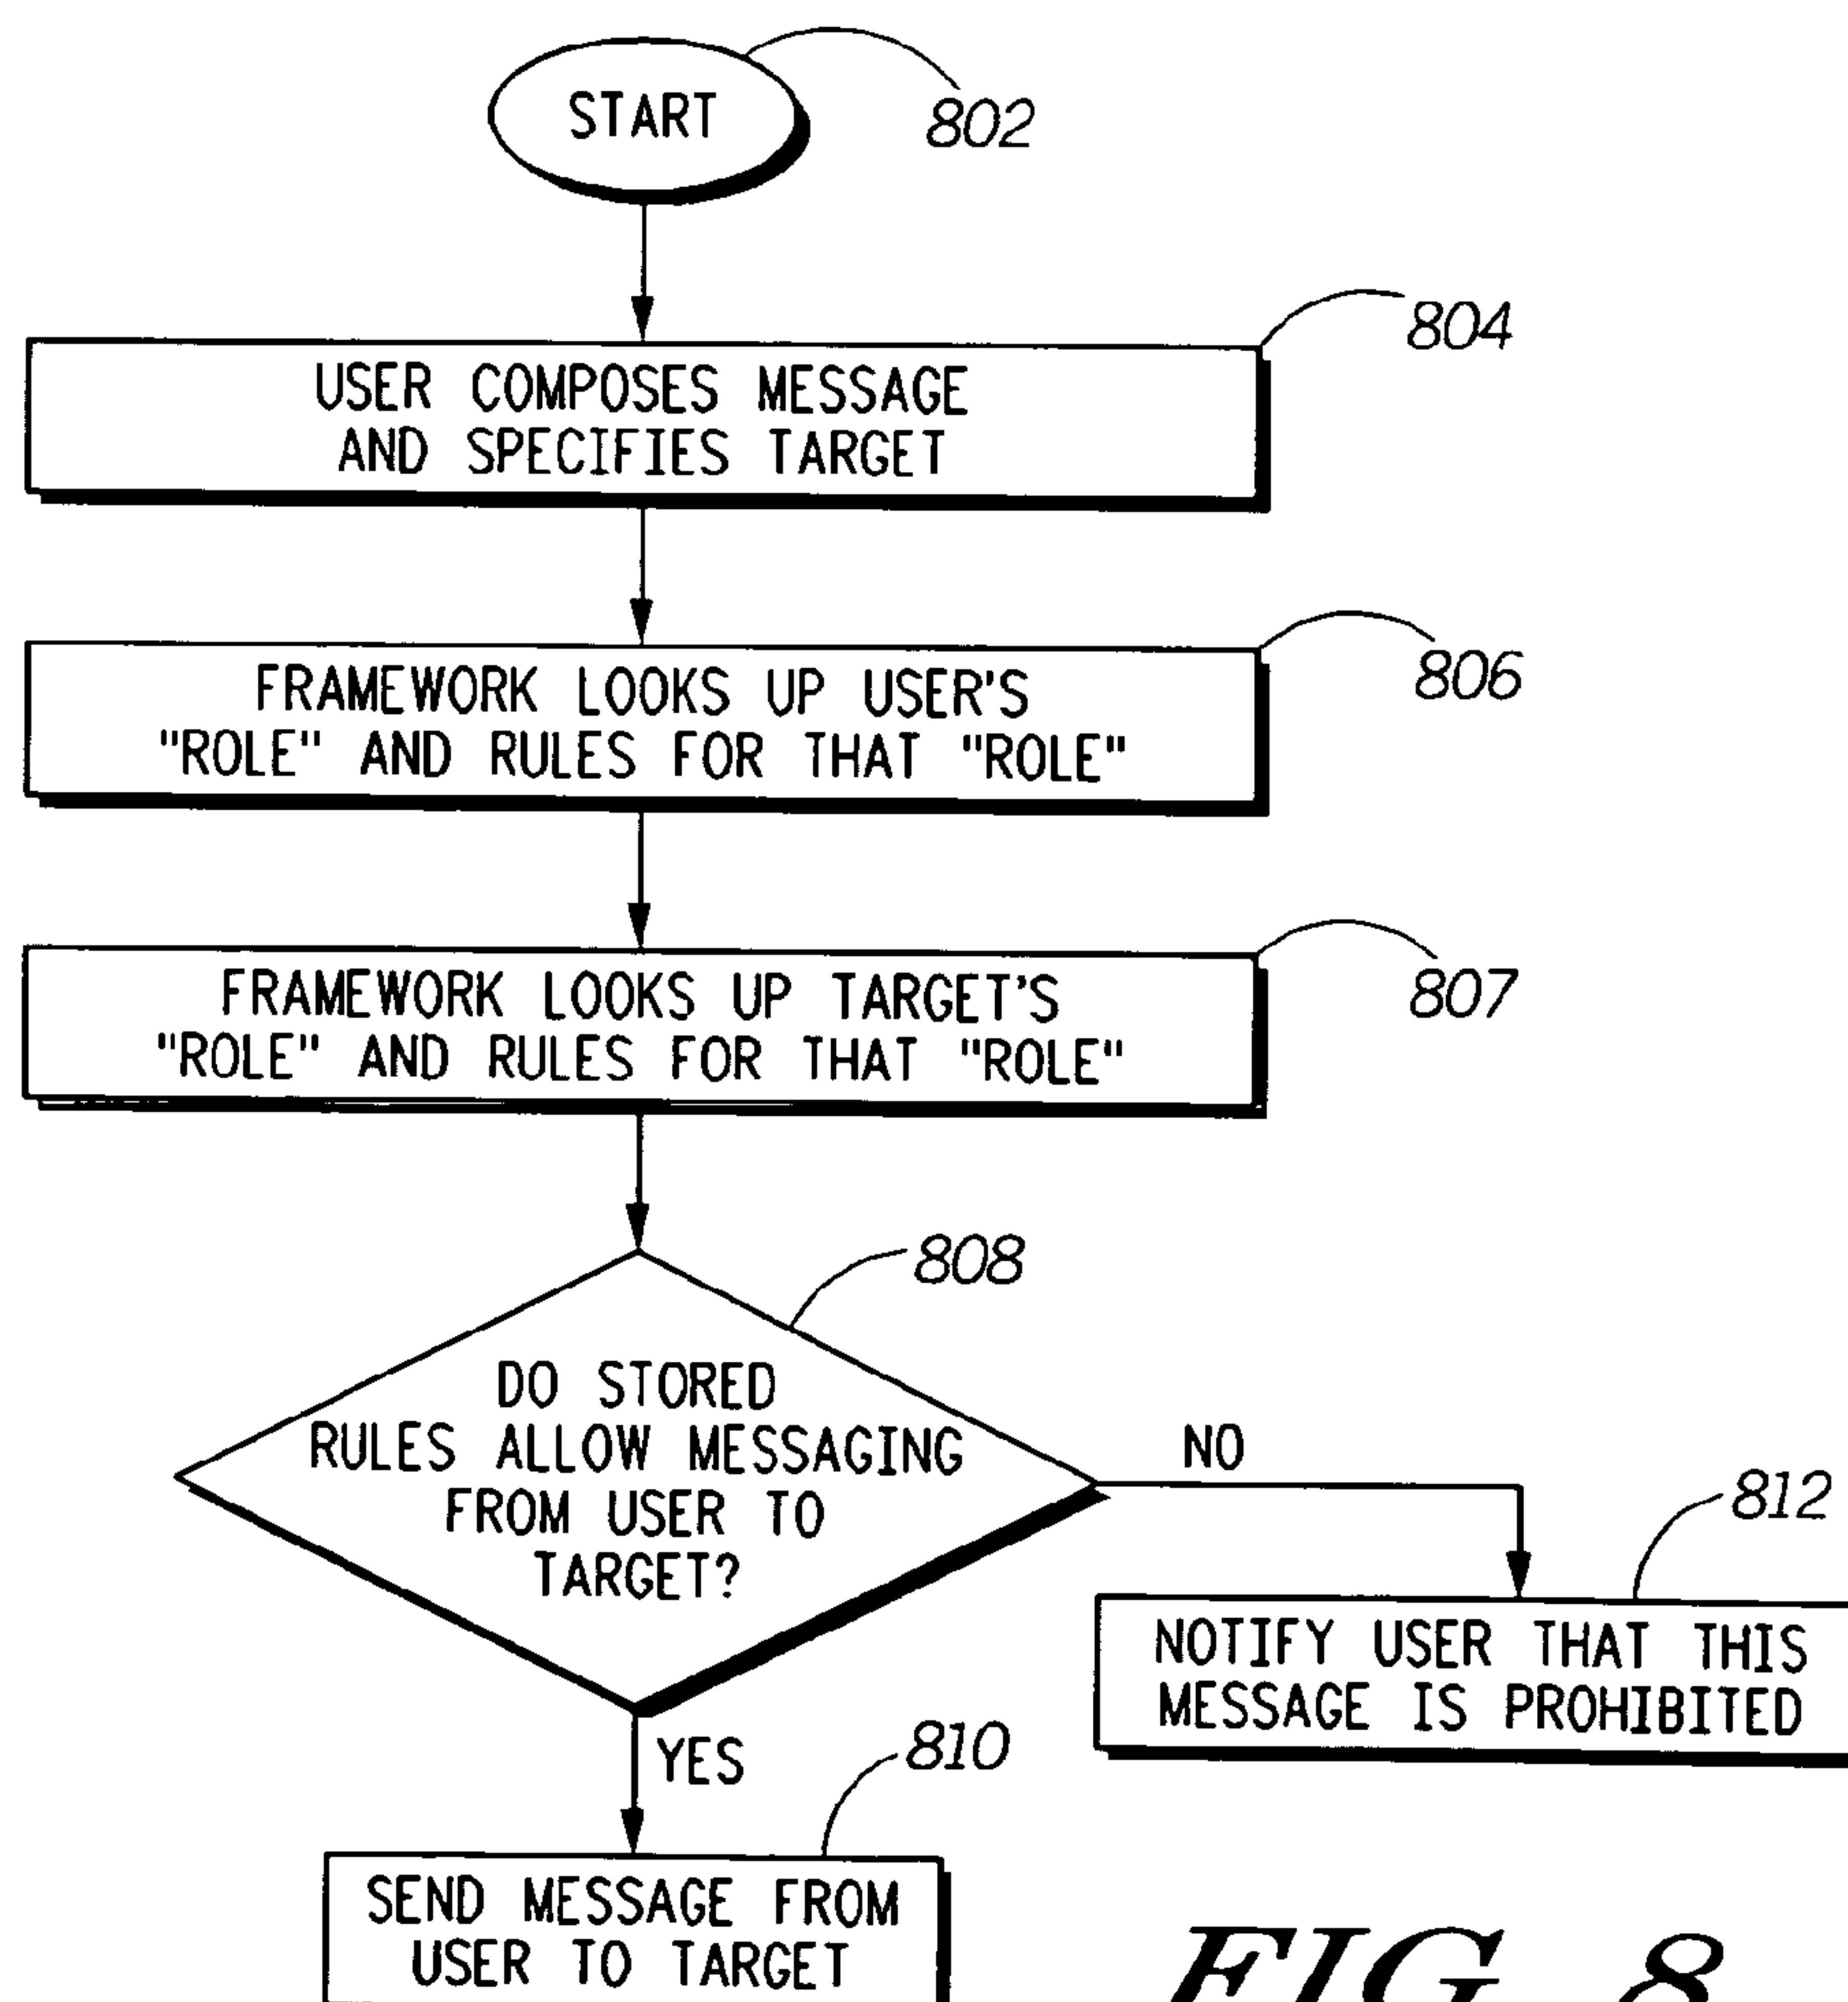 START
802
804
USER COMPOSES MESSAGE
AND SPECIFIES TARGET
806
FRAMEWORK LOOKS UP USER'S
"ROLE" AND RULES FOR THAT "ROLE"
807
FRAMEWORK LOOKS UP TARGET'S
"ROLE" AND RULES FOR THAT "ROLE"
808
DO STORED
RULES ALLOW MESSAGING
FROM USER TO
TARGET?
NO
812
NOTIFY USER THAT THIS
MESSAGE IS PROHIBITED
YES
810
SEND MESSAGE FROM
USER TO TARGET
FIG. 8